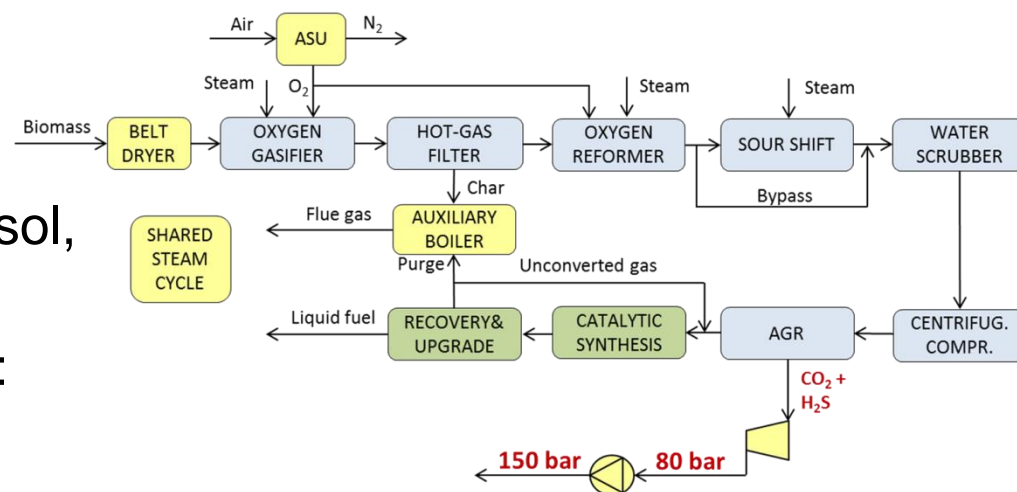 Air
ASU
N2
Steam
O2
Steam
Steam
Biomass
BELT
DRYER
OXYGEN
GASIFIER
HOT-GAS
FILTER
OXYGEN
REFORMER
SOUR SHIFT
WATER
SCRUBBER
Char
Bypass
sol,
SHARED
STEAM
CYCLE
Flue gas
AUXILIARY
BOILER
Purge
Unconverted gas
Liquid fuel
RECOVERY&
UPGRADE
CATALYTIC
SYNTHESIS
AGR
CENTRIFUG.
COMPR.
:
CO2 +
H2S
150 bar
80 bar